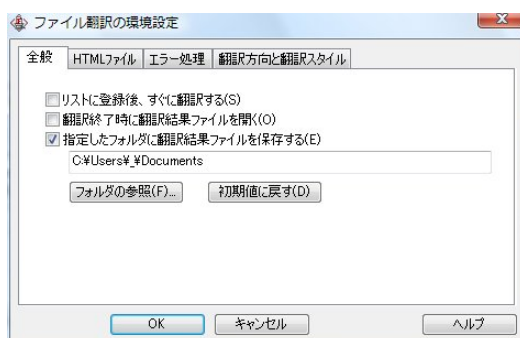 ファイル翻訳の環境設定
全般 HTMLファイル エラー処理 翻訳方向と翻訳スタイル
リストに登録後、すぐに翻訳する(S)
翻訳終了時に翻訳結果ファイルを開く(O)
指定したフォルダに翻訳結果ファイルを保存する(E)
C:¥Users¥_¥Documents
フォルダの参照(F)... 初期値に戻す(D)
OK キャンセル ヘルプ